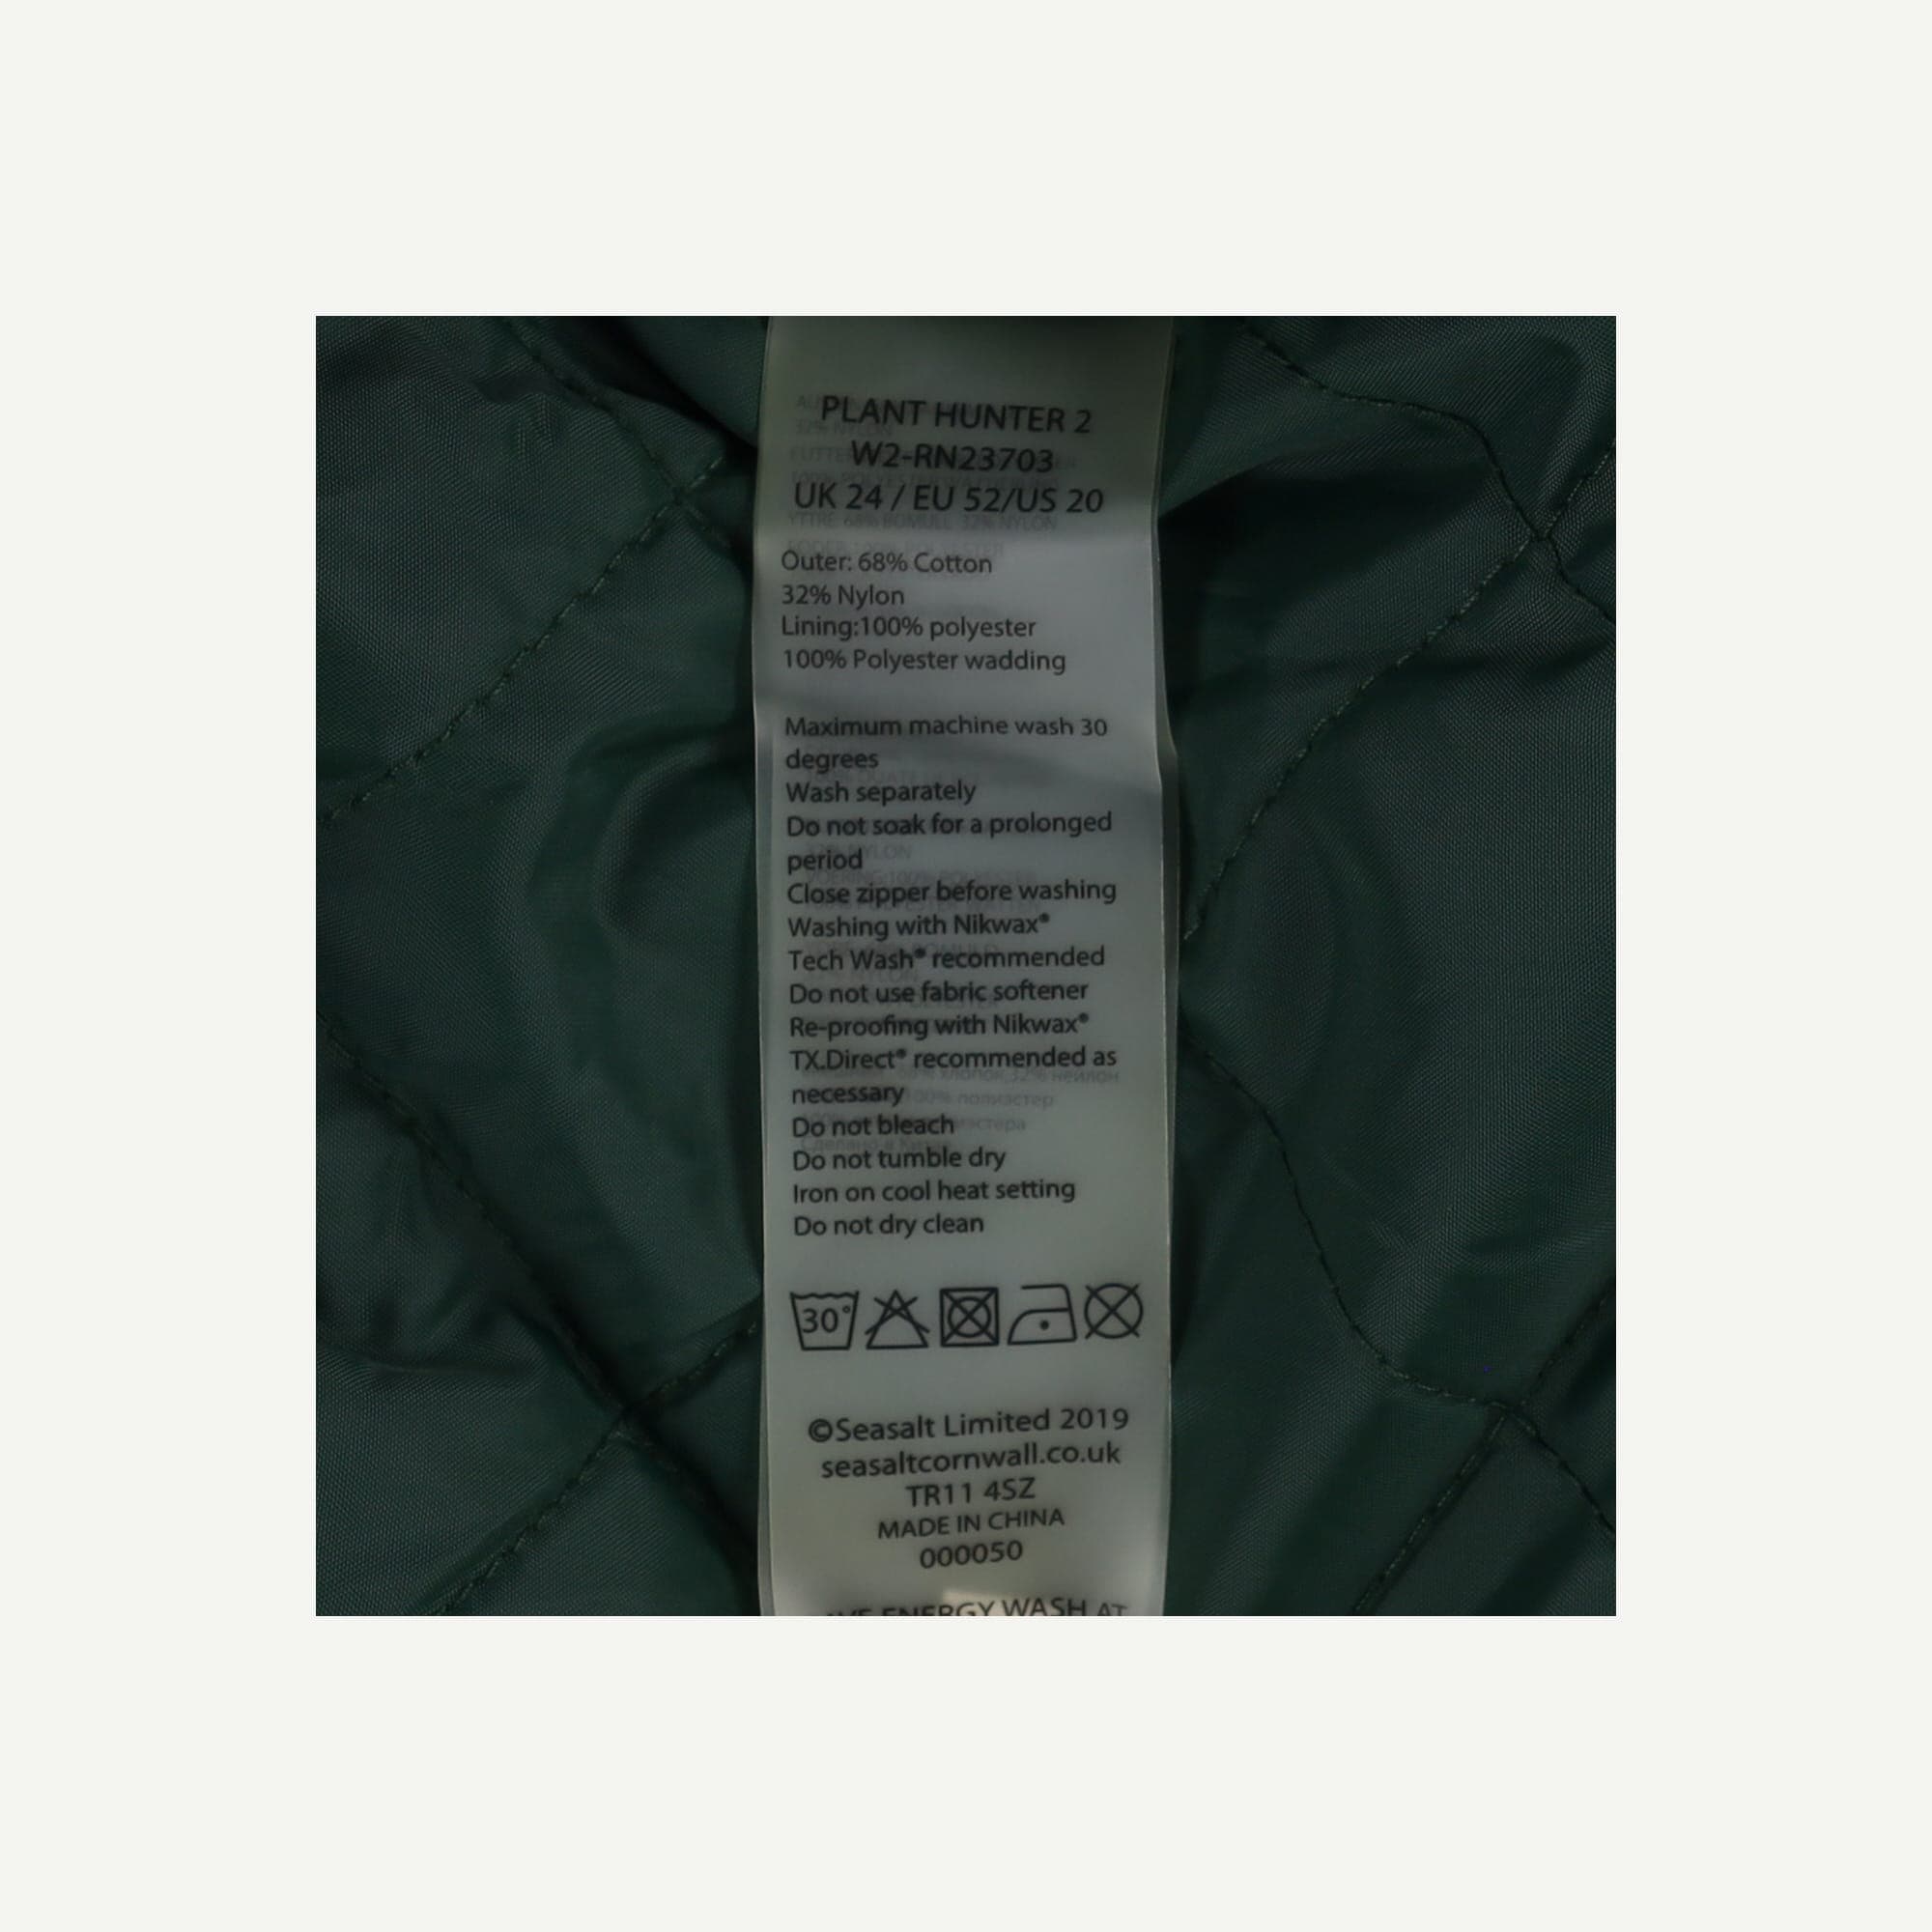 PLANT HUNTER 2
W2-RN23703
UK 24 / EU 52/US 20
Outer: 68% Cotton
32% Nylon
Lining:100% polyester
100% Polyester wadding
Maximum machine wash 30
degrees
Wash separately
Do not soak for a prolonged
period
Close zipper before washing
Washing with Nikwax®
Tech Wash® recommended
Do not use fabric softener
Re-proofing with Nikwax®
TX.Direct® recommended as
necessary
Do not bleach
Do not tumble dry
Iron on cool heat setting
Do not dry clean
30°
©Seasalt Limited 2019
seasaltcornwall.co.uk
TR11 4SZ
MADE IN CHINA
000050
ENERGY WASH AT